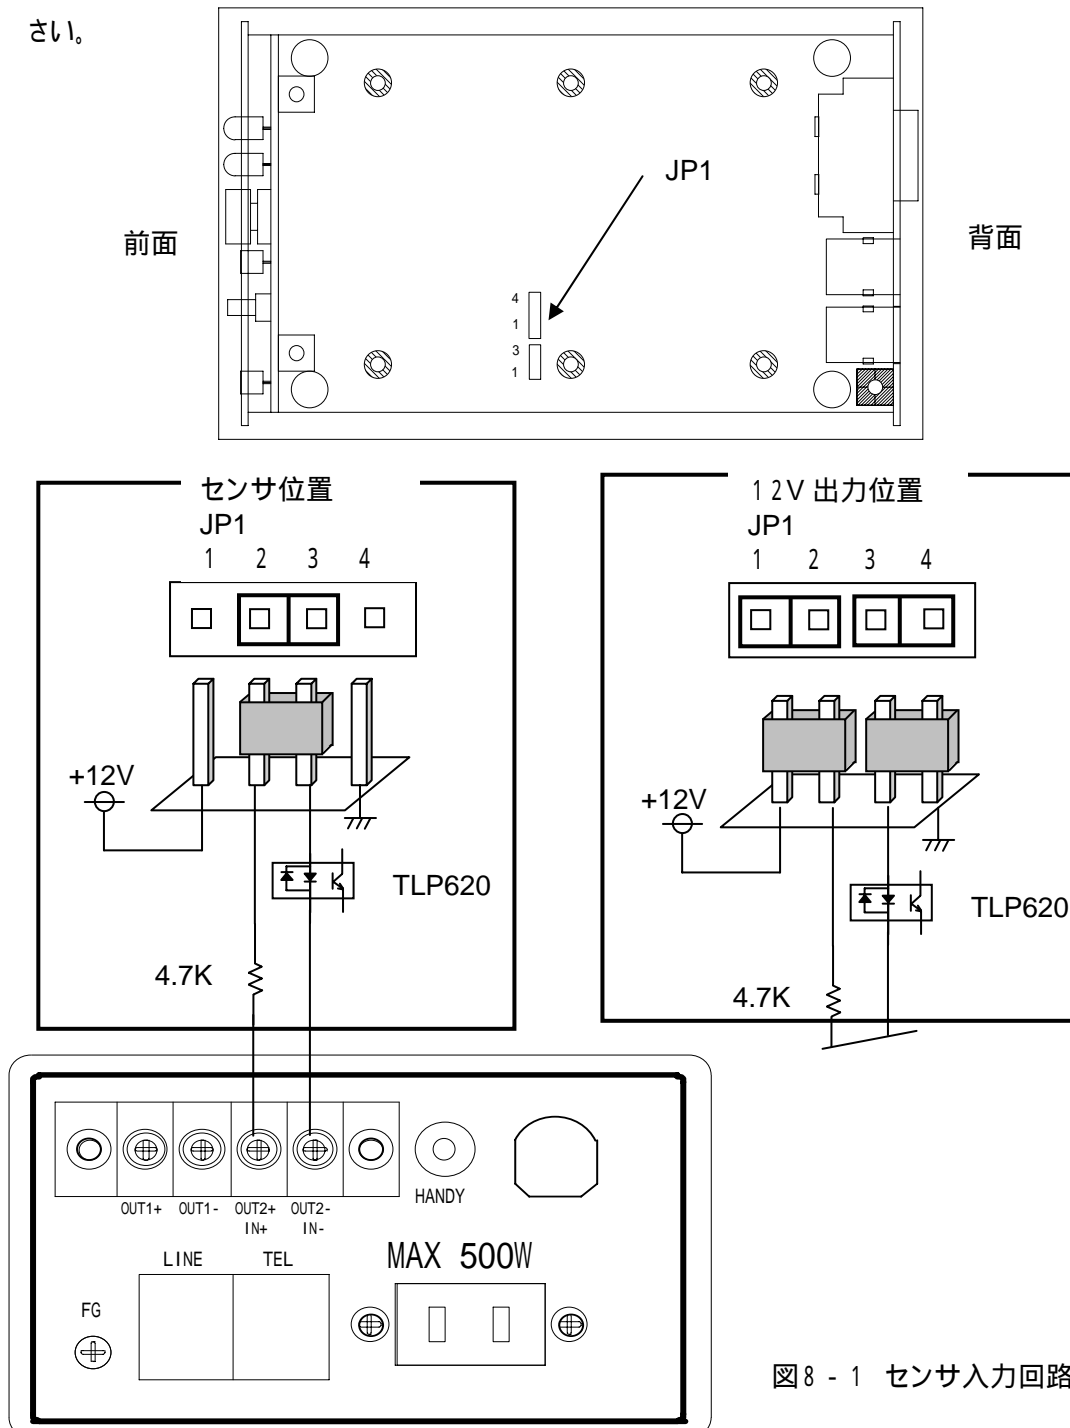 さい。
JP1
前面
背面
4
1
3
1
センサ位置
JP1
1 2 3 4
+12V
TLP620
4.7K
12V 出力位置
JP1
1 2 3 4
+12V
TLP620
4.7K
OUT1+ OUT1- OUT2+ OUT2-
IN+ IN-
HANDY
LINE TEL
MAX 500W
FG
図8 - 1 センサ入力回路